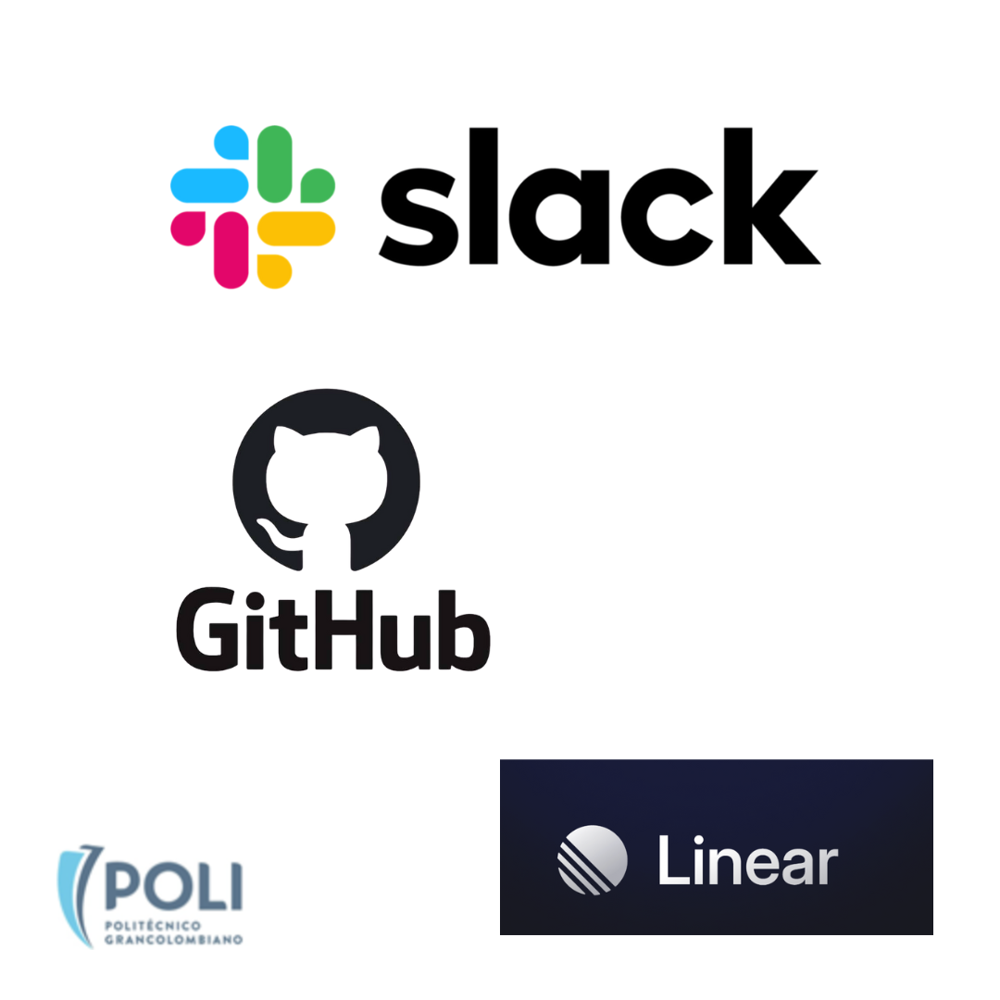 slack
GitHub
Linear
POLI
POLITÉCNICO
GRANCOLOMBIANO